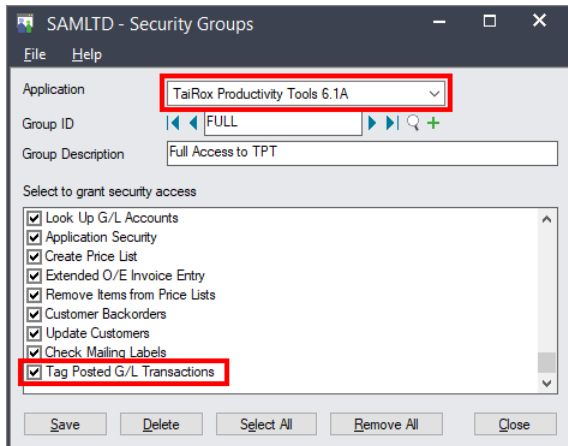 SAMLTD - Security Groups
File Help
Application TaiRox Productivity Tools 6.1A
Group ID FULL
Group Description Full Access to TPT
Select to grant security access
Look Up G/L Accounts
Application Security
Create Price List
Extended O/E Invoice Entry
Remove Items from Price Lists
Customer Backorders
Update Customers
Check Mailing Labels
Tag Posted G/L Transactions
Save Delete Select All Remove All Close